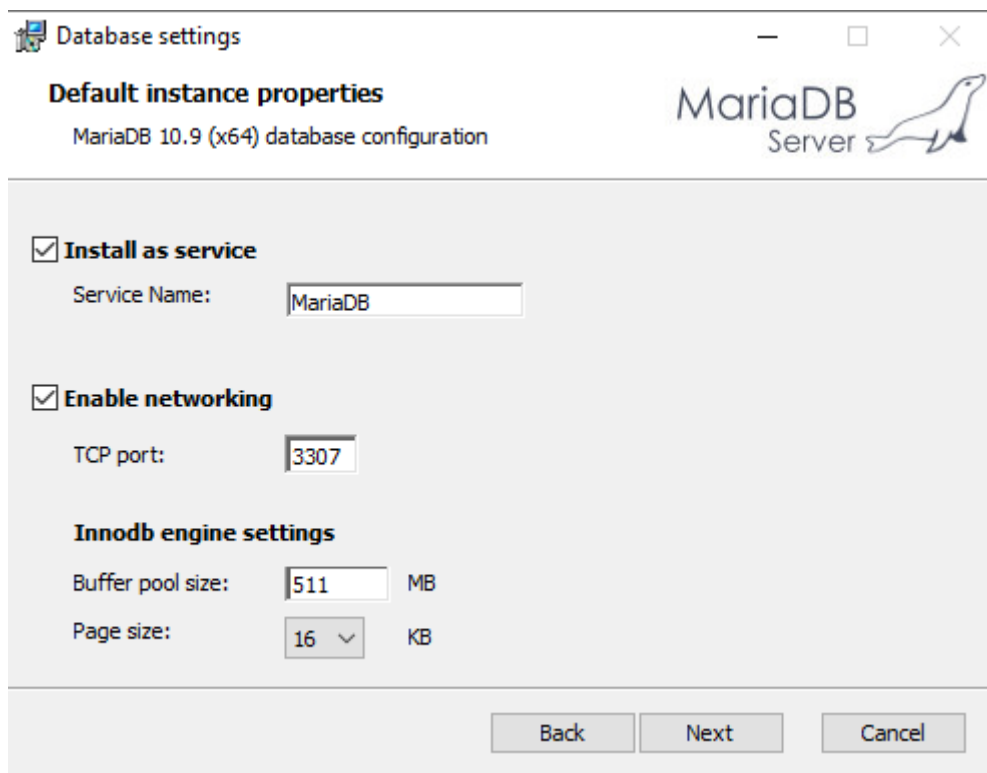 Database settings
Default instance properties
MariaDB 10.9 (x64) database configuration
MariaDB
Server
Install as service
Service Name: MariaDB
Enable networking
TCP port: 3307
Innodb engine settings
Buffer pool size: 511 MB
Page size: 16 KB
Back Next Cancel